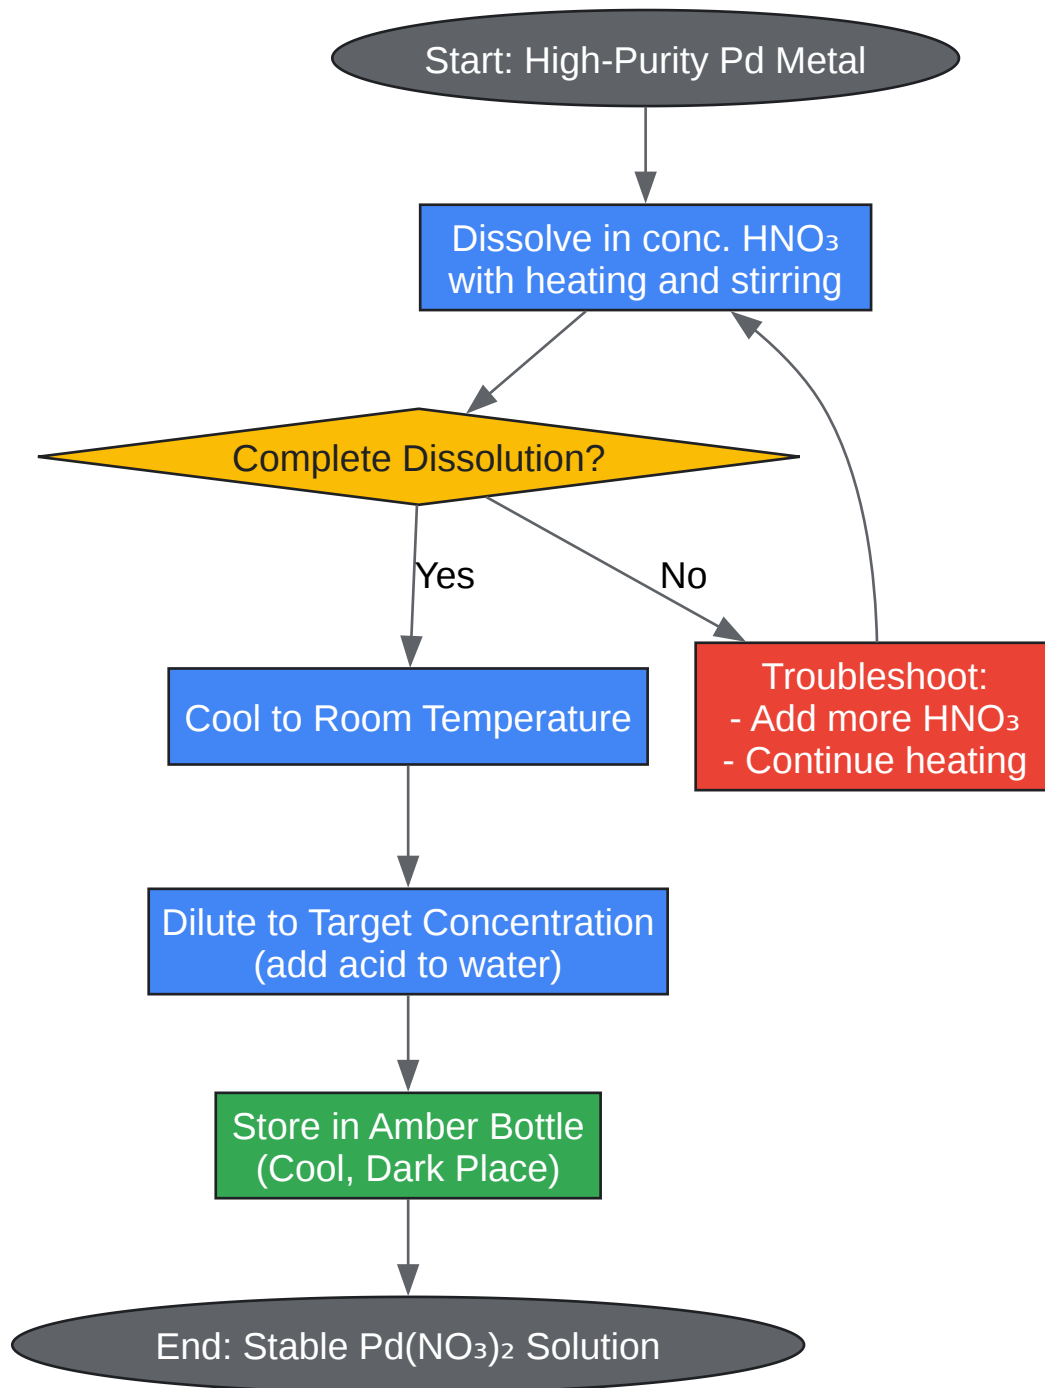 Start: High-Purity Pd Metal
Dissolve in conc. HNO₃
with heating and stirring
Complete Dissolution?
Yes
No
Cool to Room Temperature
Troubleshoot:
- Add more HNO₃
- Continue heating
Dilute to Target Concentration
(add acid to water)
Store in Amber Bottle
(Cool, Dark Place)
End: Stable Pd(NO₃)₂ Solution